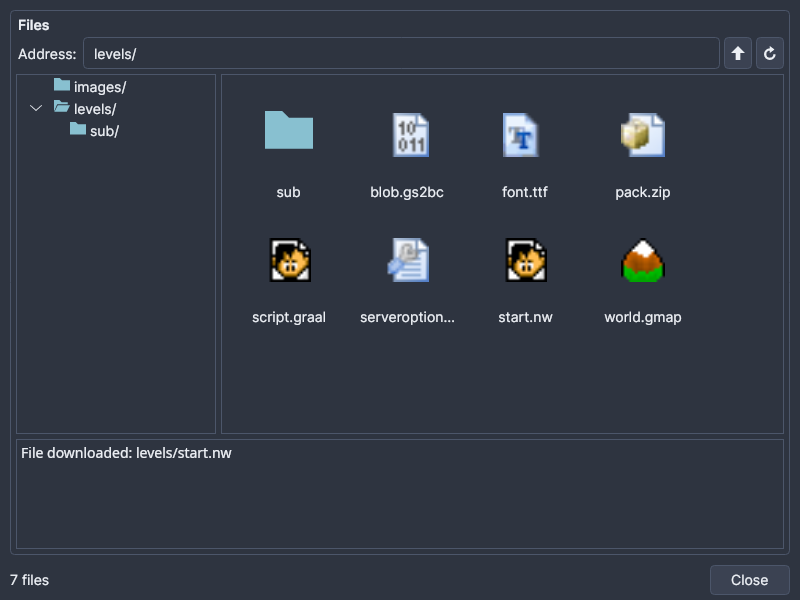 Files
Address: levels/
images/
levels/
sub/
sub
blob.gs2bc
font.ttf
pack.zip
script.graal
serveroption...
start.nw
world.gmap
File downloaded: levels/start.nw
7 files
Close